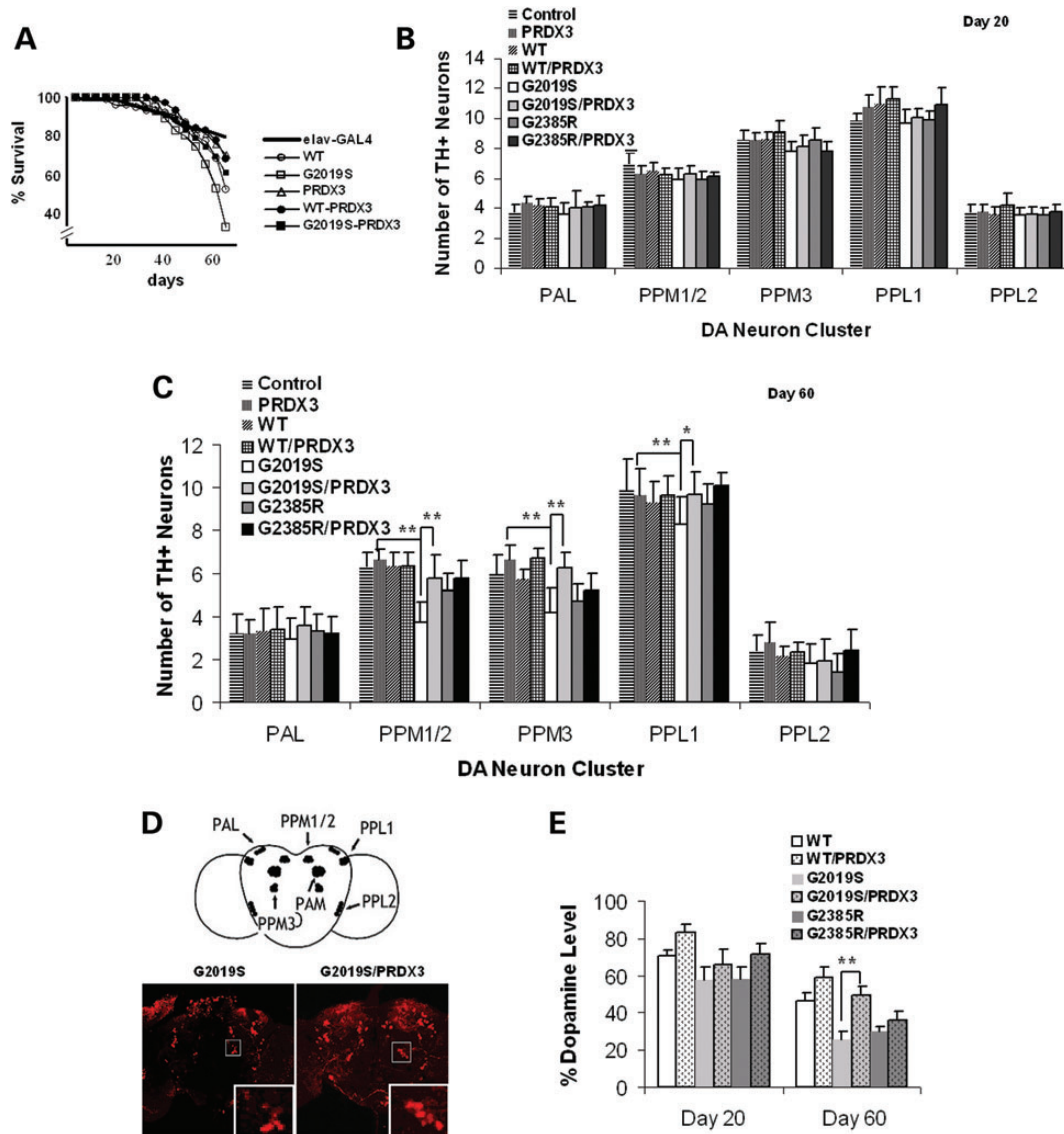 A
% Survival
100
80
60
40
20 40 60
days
elav-GAL4
WT
G2019S
PRDX3
WT-PRDX3
G2019S-PRDX3
B
Day 20
Control
PRDX3
WT
WT/PRDX3
G2019S
G2019S/PRDX3
G2385R
G2385R/PRDX3
Number of TH+ Neurons
14
12
10
8
6
4
2
0
PAL PPM1/2 PPM3 PPL1 PPL2
DA Neuron Cluster
C
Day 60
Control
PRDX3
WT
WT/PRDX3
G2019S
G2019S/PRDX3
G2385R
G2385R/PRDX3
Number of TH+ Neurons
12
10
8
6
4
2
0
** **
** **
** *
PAL PPM1/2 PPM3 PPL1 PPL2
DA Neuron Cluster
D
PAL PPM1/2 PPL1
PPM3 PAM PPL2
G2019S G2019S/PRDX3
E
WT
WT/PRDX3
G2019S
G2019S/PRDX3
G2385R
G2385R/PRDX3
% Dopamine Level
100
80
60
40
20
0
**
Day 20 Day 60